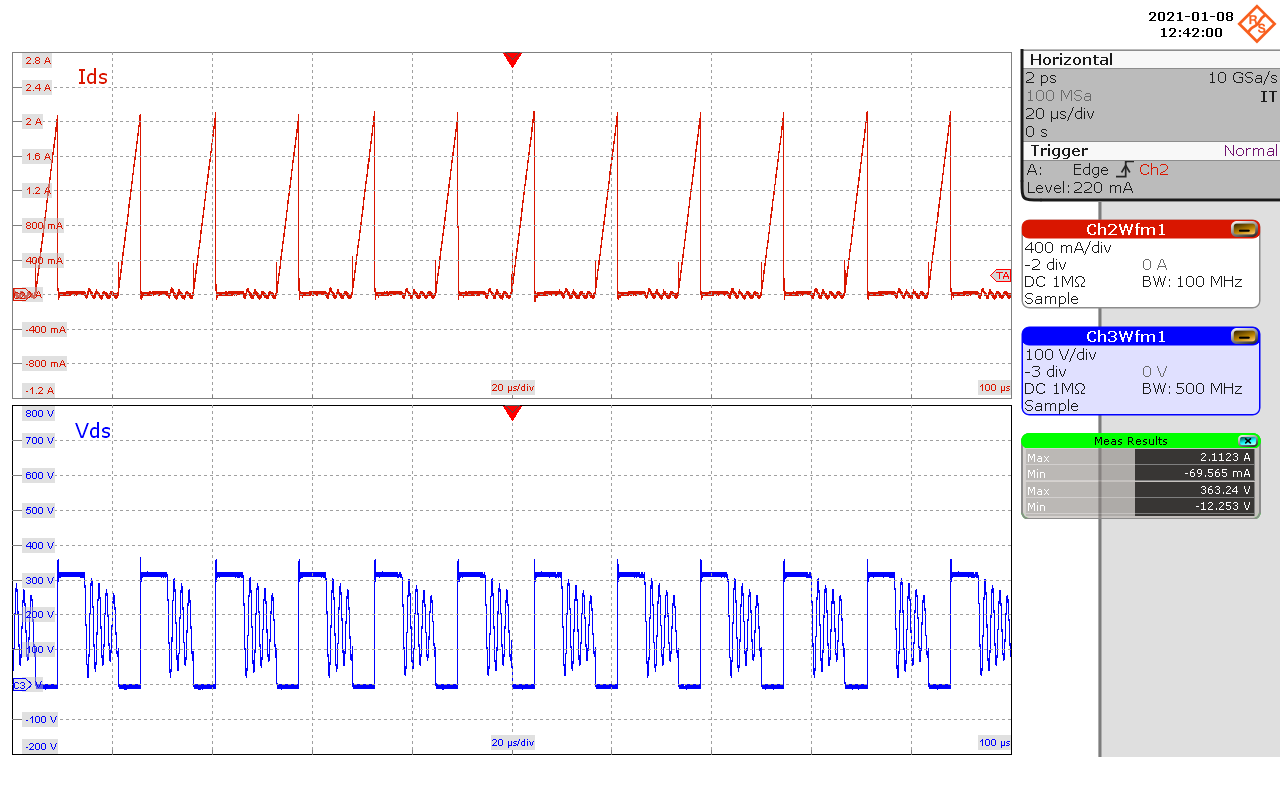 2021-01-08
12:42:00
R&S
2.8 A
Ids
2.4 A
2 A
1.6 A
1.2 A
800 mA
400 mA
C2
0 A
TA
-400 mA
-800 mA
-1.2 A
20 µs/div
100 µs
800 V
Vds
700 V
600 V
500 V
400 V
300 V
200 V
100 V
C3
V
-100 V
-200 V
20 µs/div
100 µs
Horizontal
2 ps 10 GSa/s
100 MSa IT
20 µs/div
0 s
Trigger Normal
A: Edge Ch2
Level: 220 mA
Ch2Wfm1
400 mA/div
-2 div 0 A
DC 1MΩ BW: 100 MHz
Sample
Ch3Wfm1
100 V/div
-3 div 0 V
DC 1MΩ BW: 500 MHz
Sample
Meas Results
Max 2.1123 A
Min -69.565 mA
Max 363.24 V
Min -12.253 V